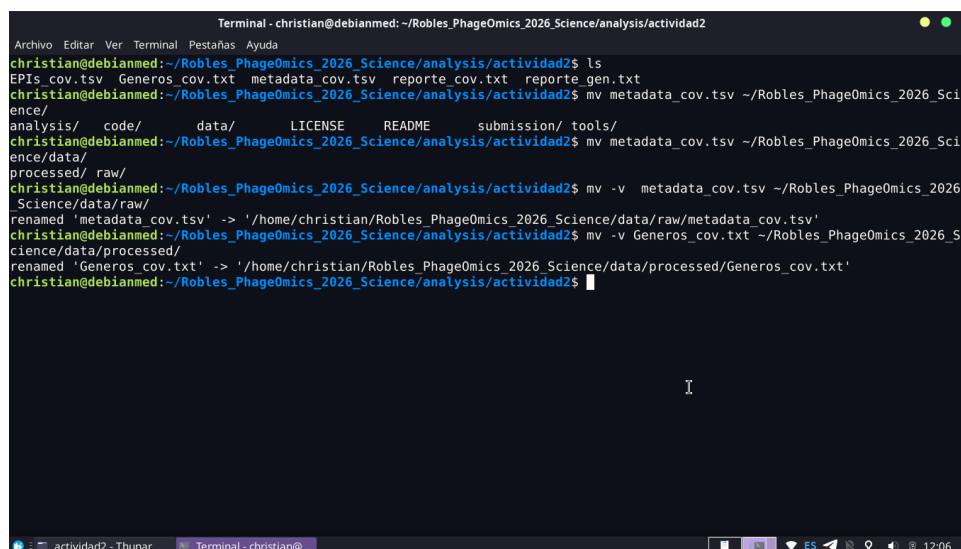 Terminal - christian@debianmed: ~/Robles_PhageOmics_2026_Science/analysis/actividad2
Archivo Editar Ver Terminal Pestañas Ayuda
christian@debianmed:~/Robles_PhageOmics_2026_Science/analysis/actividad2$ ls
EPIs_cov.tsv  Generos_cov.txt  metadata_cov.tsv  reporte_cov.txt  reporte_gen.txt
christian@debianmed:~/Robles_PhageOmics_2026_Science/analysis/actividad2$ mv metadata_cov.tsv ~/Robles_PhageOmics_2026_Sci
ence/
analysis/   code/       data/       LICENSE     README      submission/ tools/
christian@debianmed:~/Robles_PhageOmics_2026_Science/analysis/actividad2$ mv metadata_cov.tsv ~/Robles_PhageOmics_2026_Sci
ence/data/
processed/ raw/
christian@debianmed:~/Robles_PhageOmics_2026_Science/analysis/actividad2$ mv -v  metadata_cov.tsv ~/Robles_PhageOmics_2026
_Science/data/raw/
renamed 'metadata_cov.tsv' -> '/home/christian/Robles_PhageOmics_2026_Science/data/raw/metadata_cov.tsv'
christian@debianmed:~/Robles_PhageOmics_2026_Science/analysis/actividad2$ mv -v Generos_cov.txt ~/Robles_PhageOmics_2026_S
cience/data/processed/
renamed 'Generos_cov.txt' -> '/home/christian/Robles_PhageOmics_2026_Science/data/processed/Generos_cov.txt'
christian@debianmed:~/Robles_PhageOmics_2026_Science/analysis/actividad2$
actividad2 - Thunar Terminal - christian@... ES 12:06